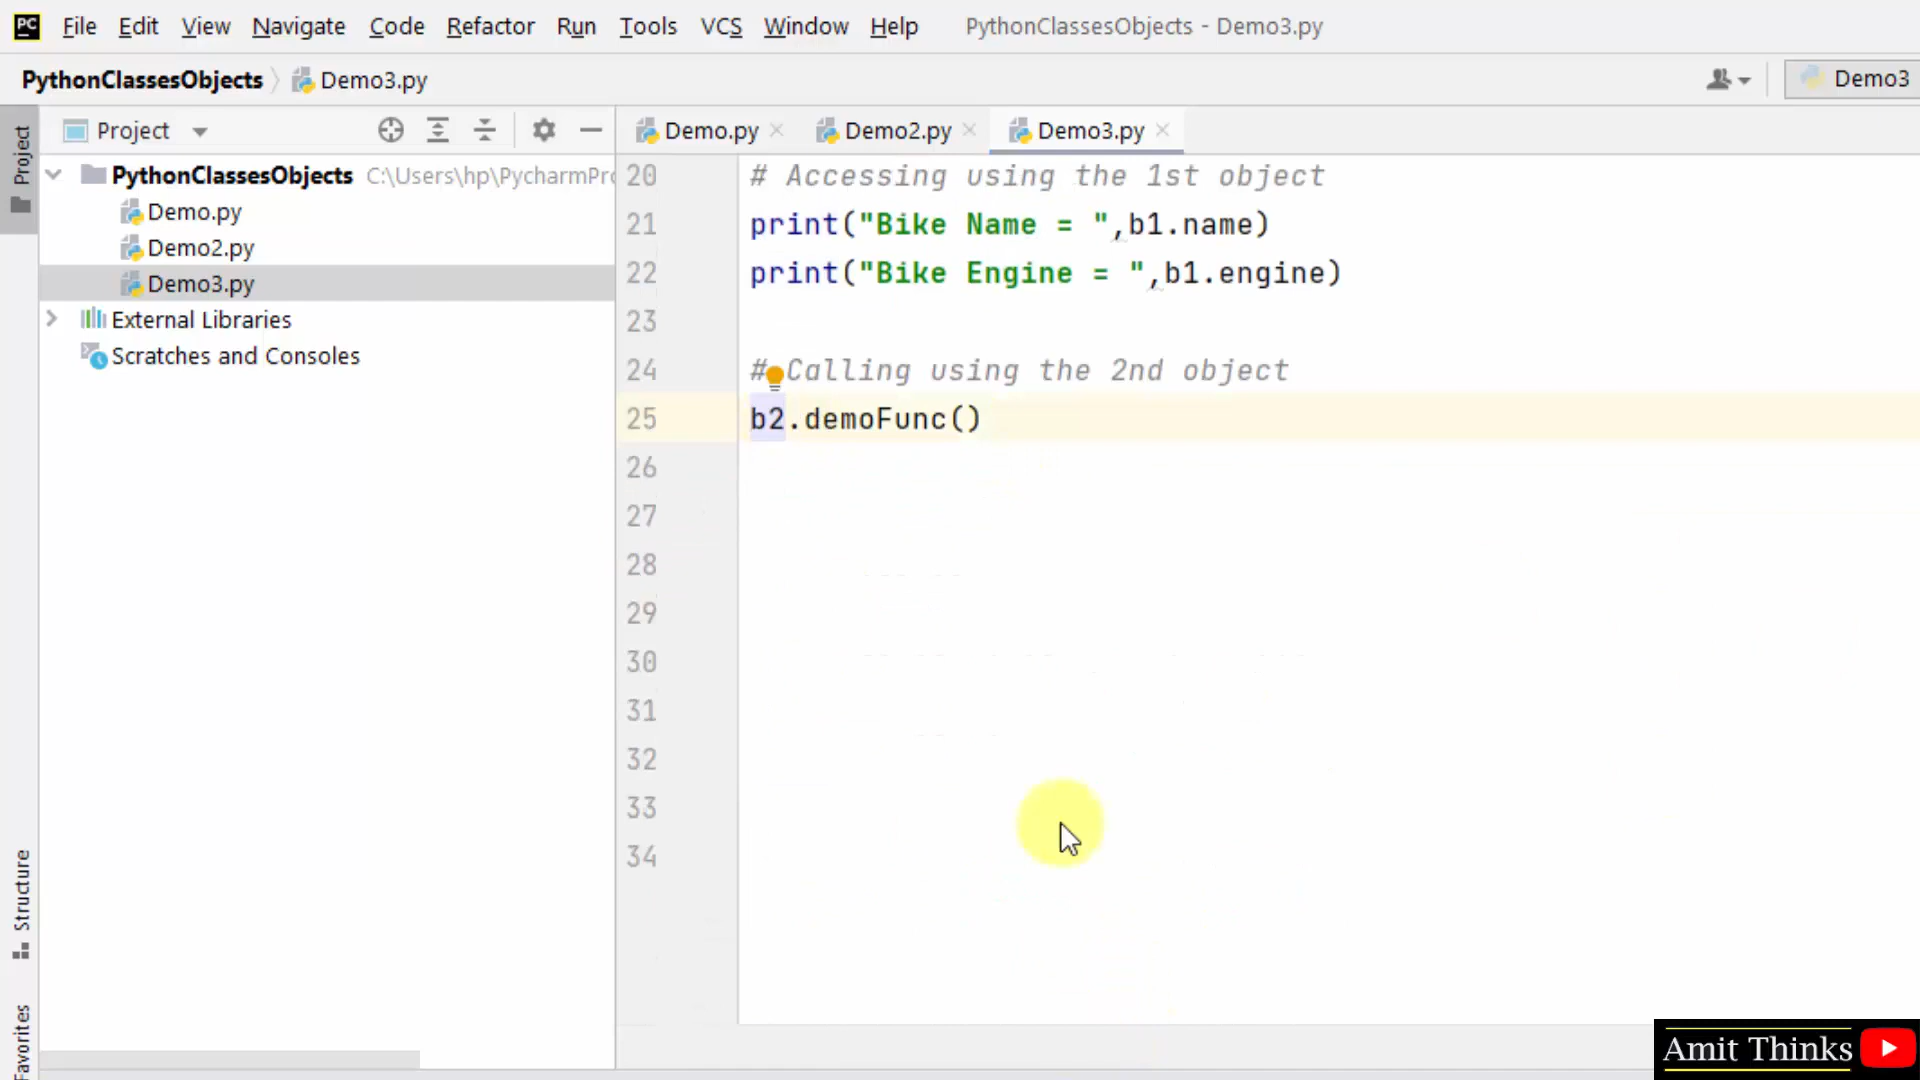 PC File Edit View Navigate Code Refactor Run Tools VCS Window Help PythonClassesObjects - Demo3.py
PythonClassesObjects Demo3.py Demo3
Project
Project
Demo.py Demo2.py Demo3.py
PythonClassesObjects C:\Users\hp\PycharmPro
Demo.py
Demo2.py
Demo3.py
External Libraries
Scratches and Consoles
20 # Accessing using the 1st object
21 print("Bike Name = ",b1.name)
22 print("Bike Engine = ",b1.engine)
23
24 # Calling using the 2nd object
25 b2.demoFunc()
26
27
28
29
30
31
32
33
34
Structure
Favorites
Amit Thinks